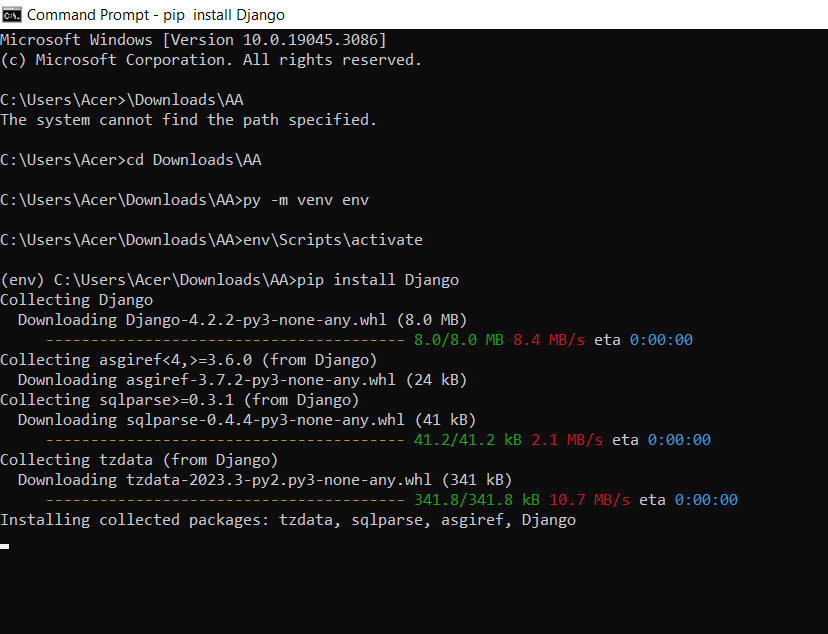 Command Prompt - pip  install Django
Microsoft Windows [Version 10.0.19045.3086]
(c) Microsoft Corporation. All rights reserved.
C:\Users\Acer>\Downloads\AA
The system cannot find the path specified.
C:\Users\Acer>cd Downloads\AA
C:\Users\Acer\Downloads\AA>py -m venv env
C:\Users\Acer\Downloads\AA>env\Scripts\activate
(env) C:\Users\Acer\Downloads\AA>pip install Django
Collecting Django
  Downloading Django-4.2.2-py3-none-any.whl (8.0 MB)
     ---------------------------------------- 8.0/8.0 MB 8.4 MB/s eta 0:00:00
Collecting asgiref<4,>=3.6.0 (from Django)
  Downloading asgiref-3.7.2-py3-none-any.whl (24 kB)
Collecting sqlparse>=0.3.1 (from Django)
  Downloading sqlparse-0.4.4-py3-none-any.whl (41 kB)
     ---------------------------------------- 41.2/41.2 kB 2.1 MB/s eta 0:00:00
Collecting tzdata (from Django)
  Downloading tzdata-2023.3-py2.py3-none-any.whl (341 kB)
     ---------------------------------------- 341.8/341.8 kB 10.7 MB/s eta 0:00:00
Installing collected packages: tzdata, sqlparse, asgiref, Django